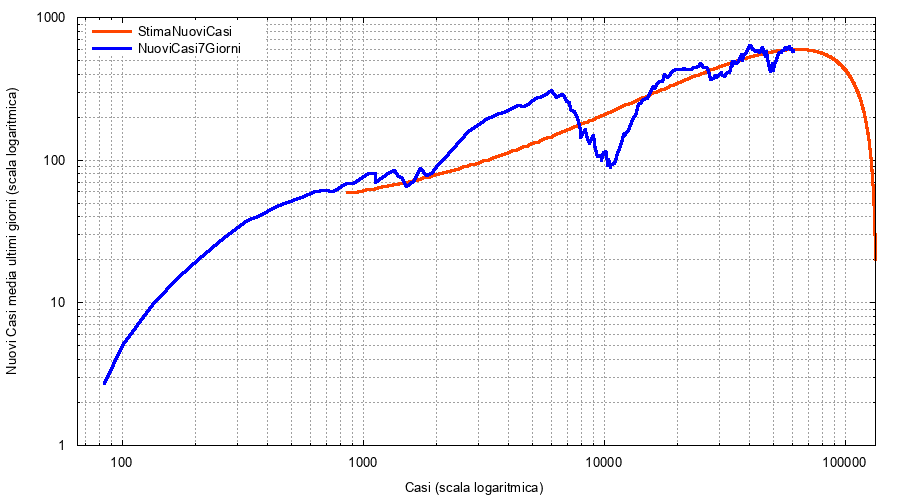 StimaNuoviCasi
NuoviCasi7Giorni
Nuovi Casi media ultimi giorni (scala logaritmica)
1000
100
10
1
100 1000 10000 100000
Casi (scala logaritmica)